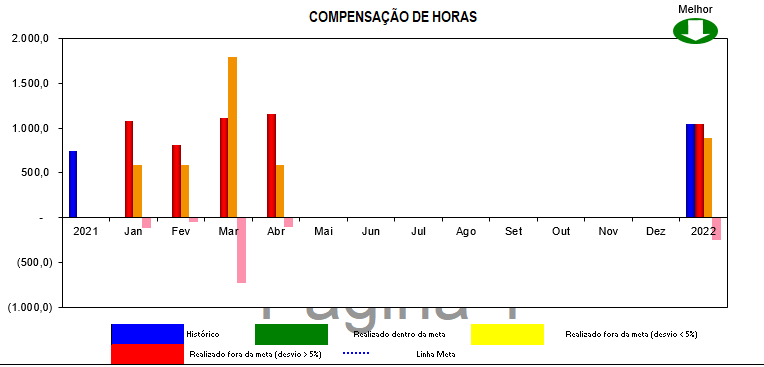 Melhor
COMPENSAÇÃO DE HORAS
2.000,0
1.500,0
1.000,0
500,0
-
(500,0)
(1.000,0)
2021 Jan Fev Mar Abr Mai Jun Jul Ago Set Out Nov Dez 2022
Página 1
Histórico Realizado dentro da meta Realizado fora da meta (desvio < 5%)
Realizado fora da meta (desvio > 5%) Linha Meta